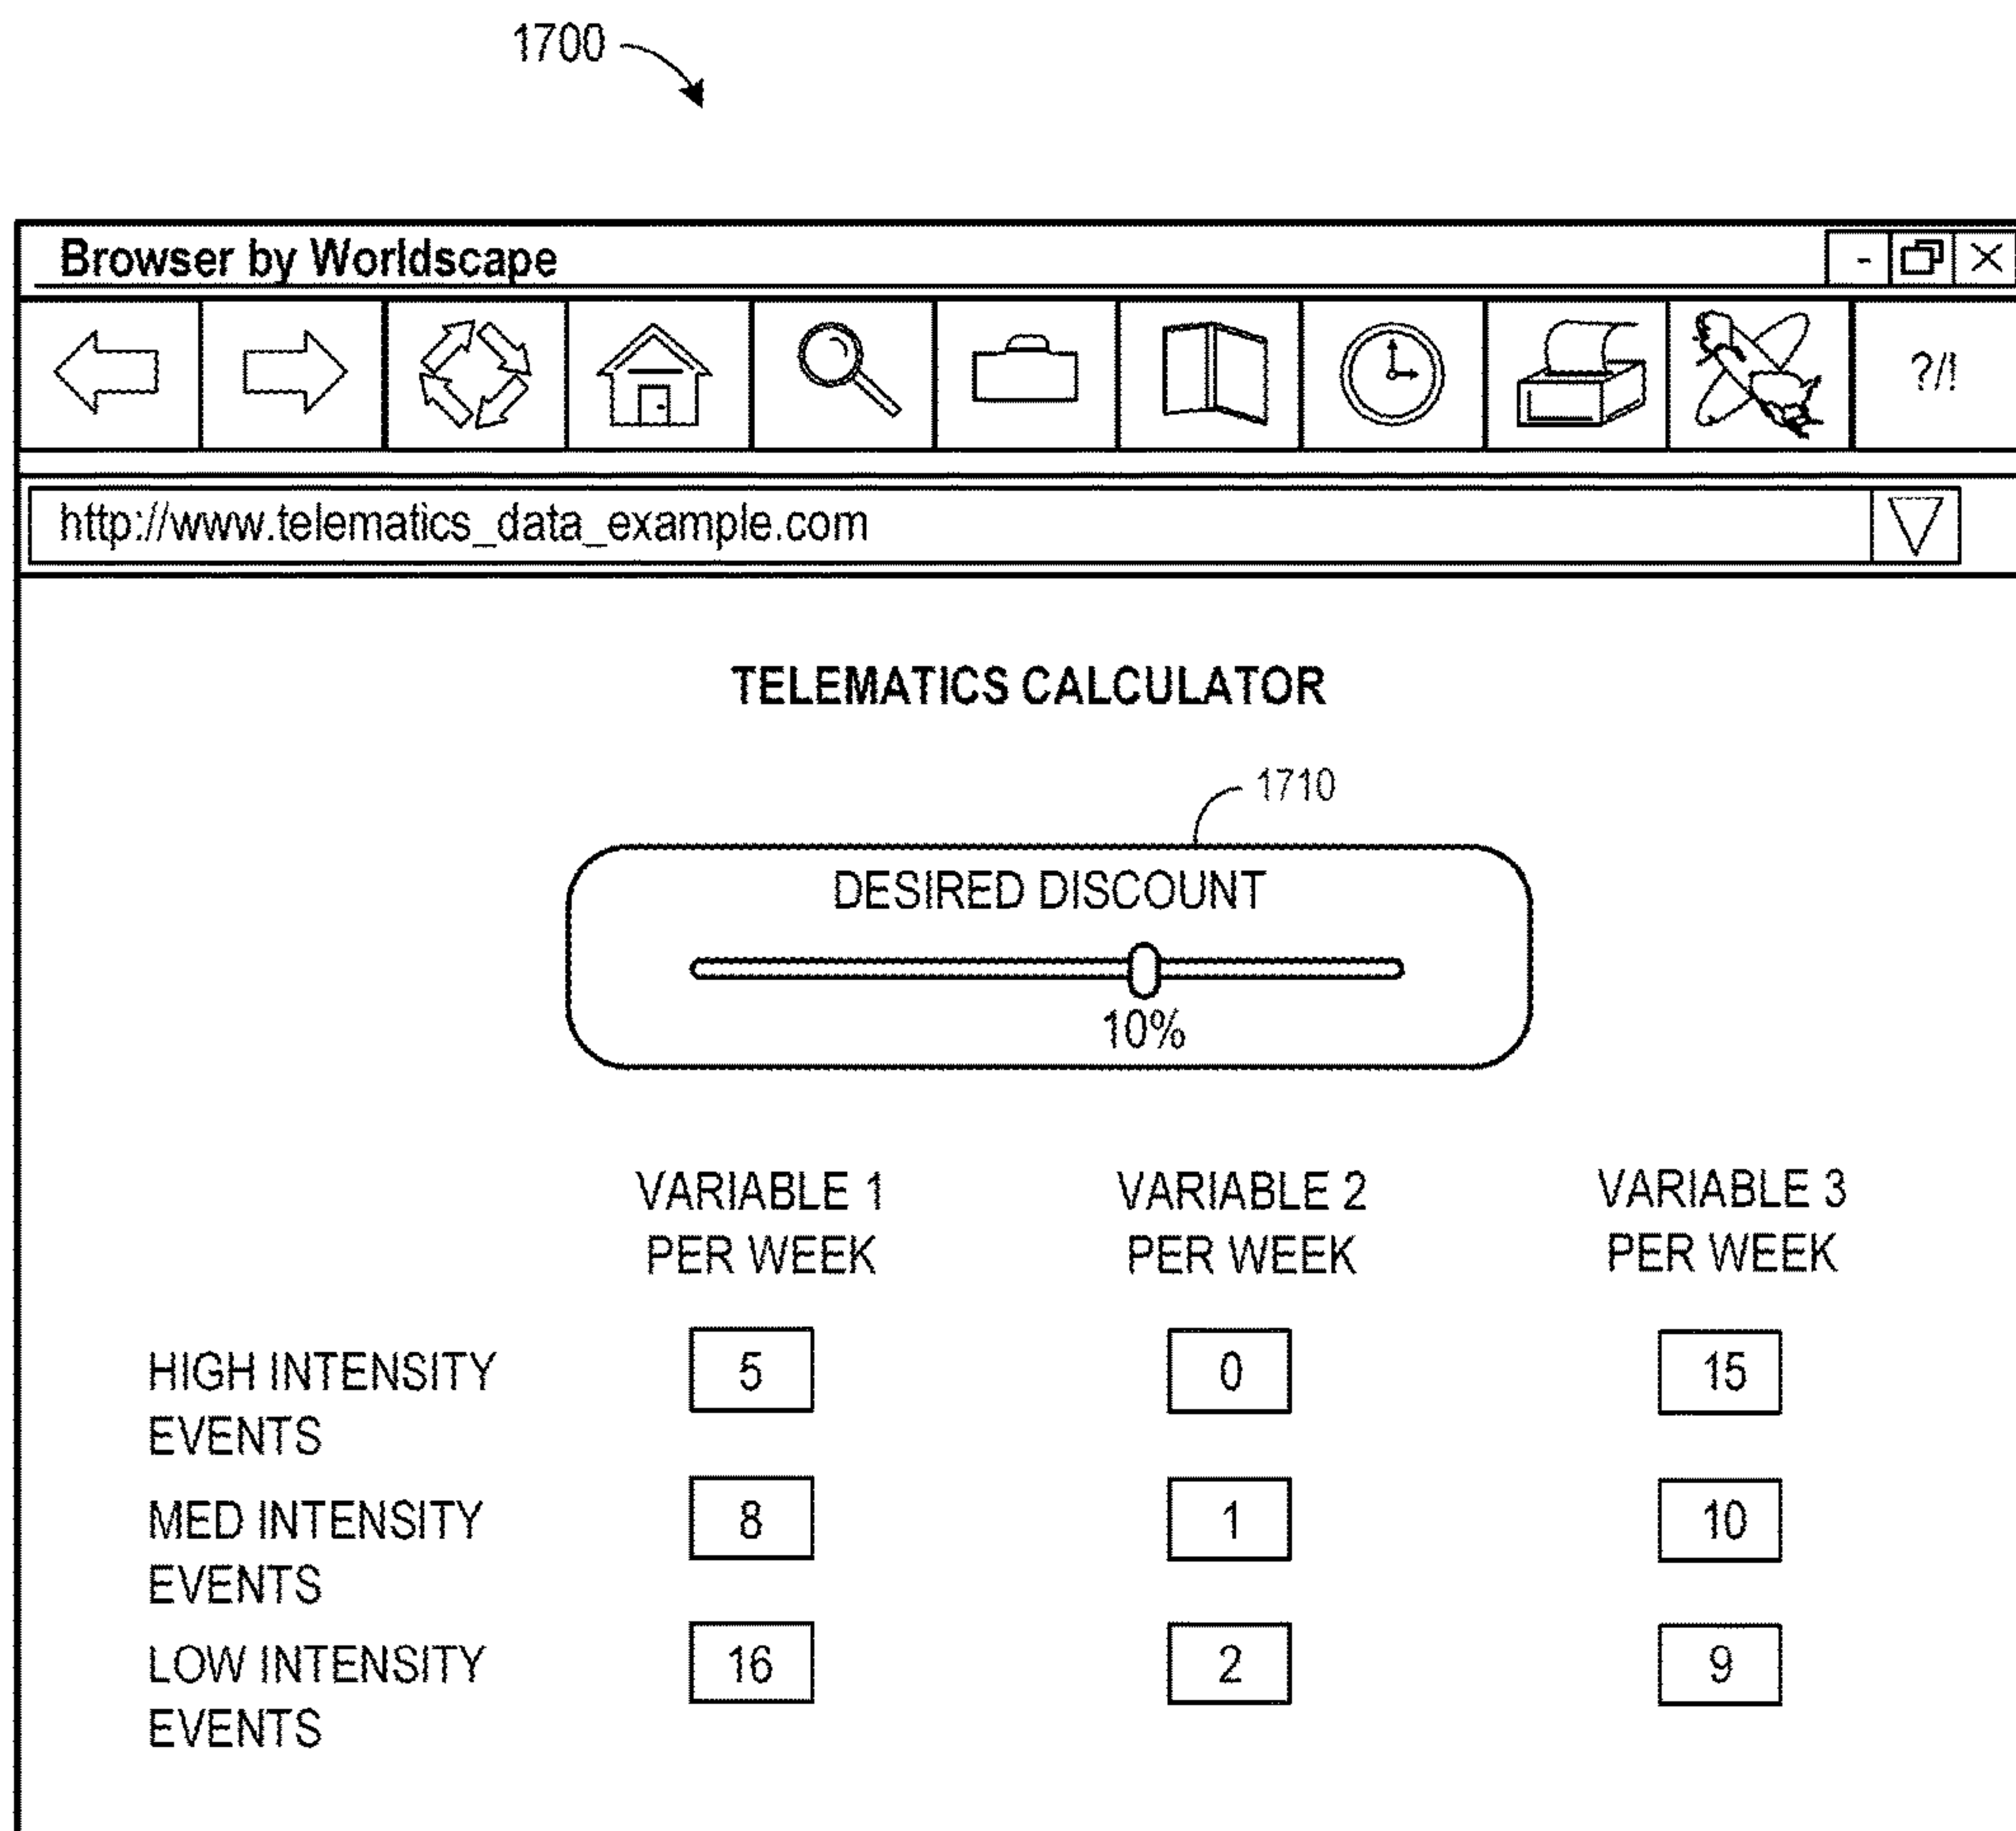 1700
Browser by Worldscape
?/!
http://www.telematics_data_example.com
TELEMATICS CALCULATOR
1710
DESIRED DISCOUNT
10%
VARIABLE 1 VARIABLE 2 VARIABLE 3
PER WEEK PER WEEK PER WEEK
HIGH INTENSITY 5 0 15
EVENTS
MED INTENSITY 8 1 10
EVENTS
LOW INTENSITY 16 2 9
EVENTS